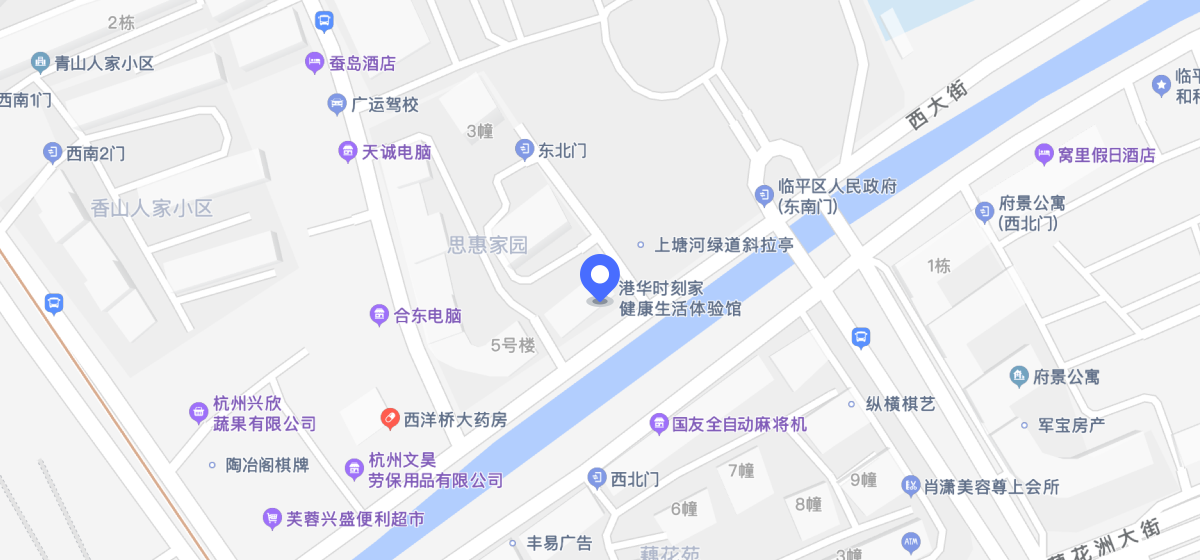 2栋
青山人家小区
蚕岛酒店
西南1门
广运驾校
临平
和和
西大街
3幢
天诚电脑
东北门
西南2门
窝里假日酒店
临平区人民政府
(东南门)
香山人家小区
府景公寓
(西北门)
思惠家园
上塘河绿道斜拉亭
1栋
港华时刻家
健康生活体验馆
合东电脑
5号楼
府景公寓
杭州兴欣
蔬果有限公司
西洋桥大药房
纵横棋艺
国友全自动麻将机
军宝房产
陶冶阁棋牌
杭州文昊
劳保用品有限公司
7幢
西北门
9幢
肖潇美容尊上会所
6幢
8幢
芙蓉兴盛便利超市
ATM
丰易广告
藕花苑
3幢
藕花洲大街